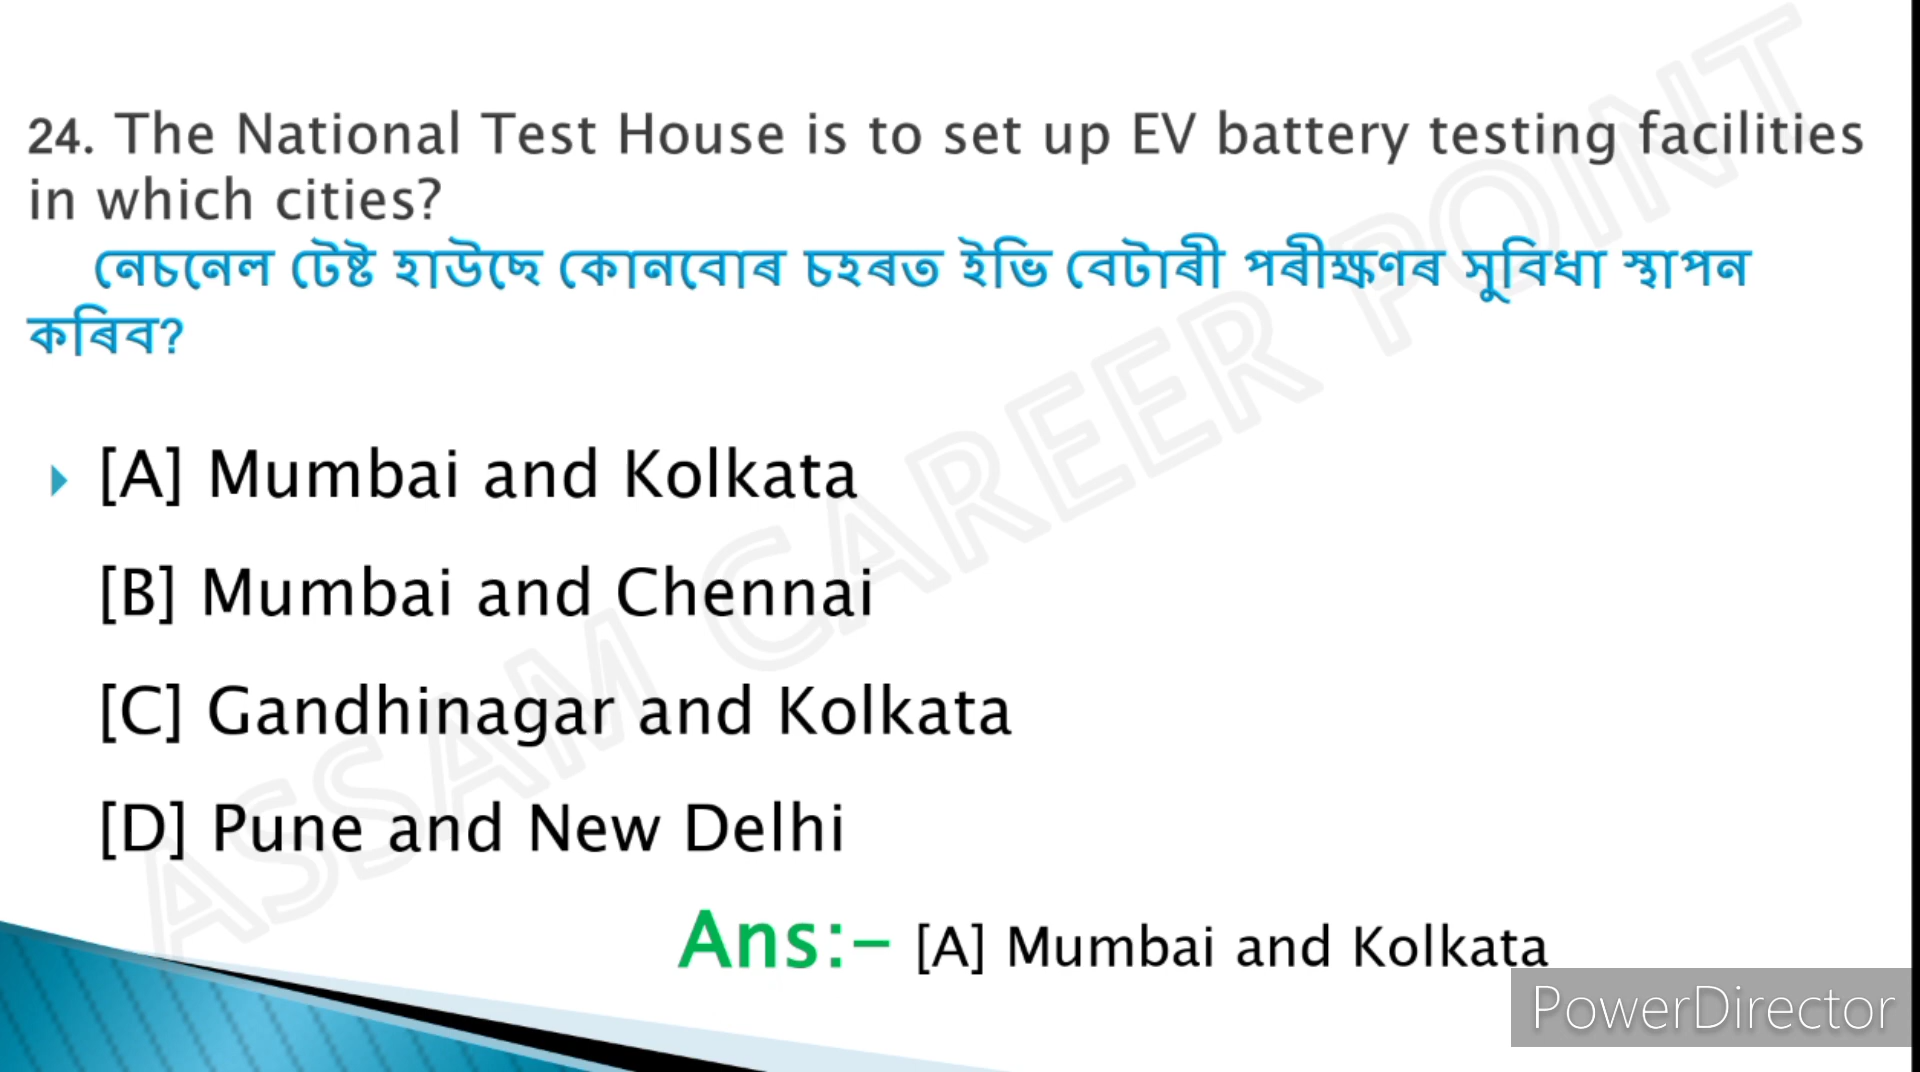 24. The National Test House is to set up EV battery testing facilities
in which cities?
নেচনেল টেষ্ট হাউছে কোনবোৰ চহৰত ইভি বেটাৰী পৰীক্ষণৰ সুবিধা স্থাপন
কৰিব?
[A] Mumbai and Kolkata
[B] Mumbai and Chennai
[C] Gandhinagar and Kolkata
[D] Pune and New Delhi
Ans:- [A] Mumbai and Kolkata
ASSAM CAREER POINT
PowerDirector